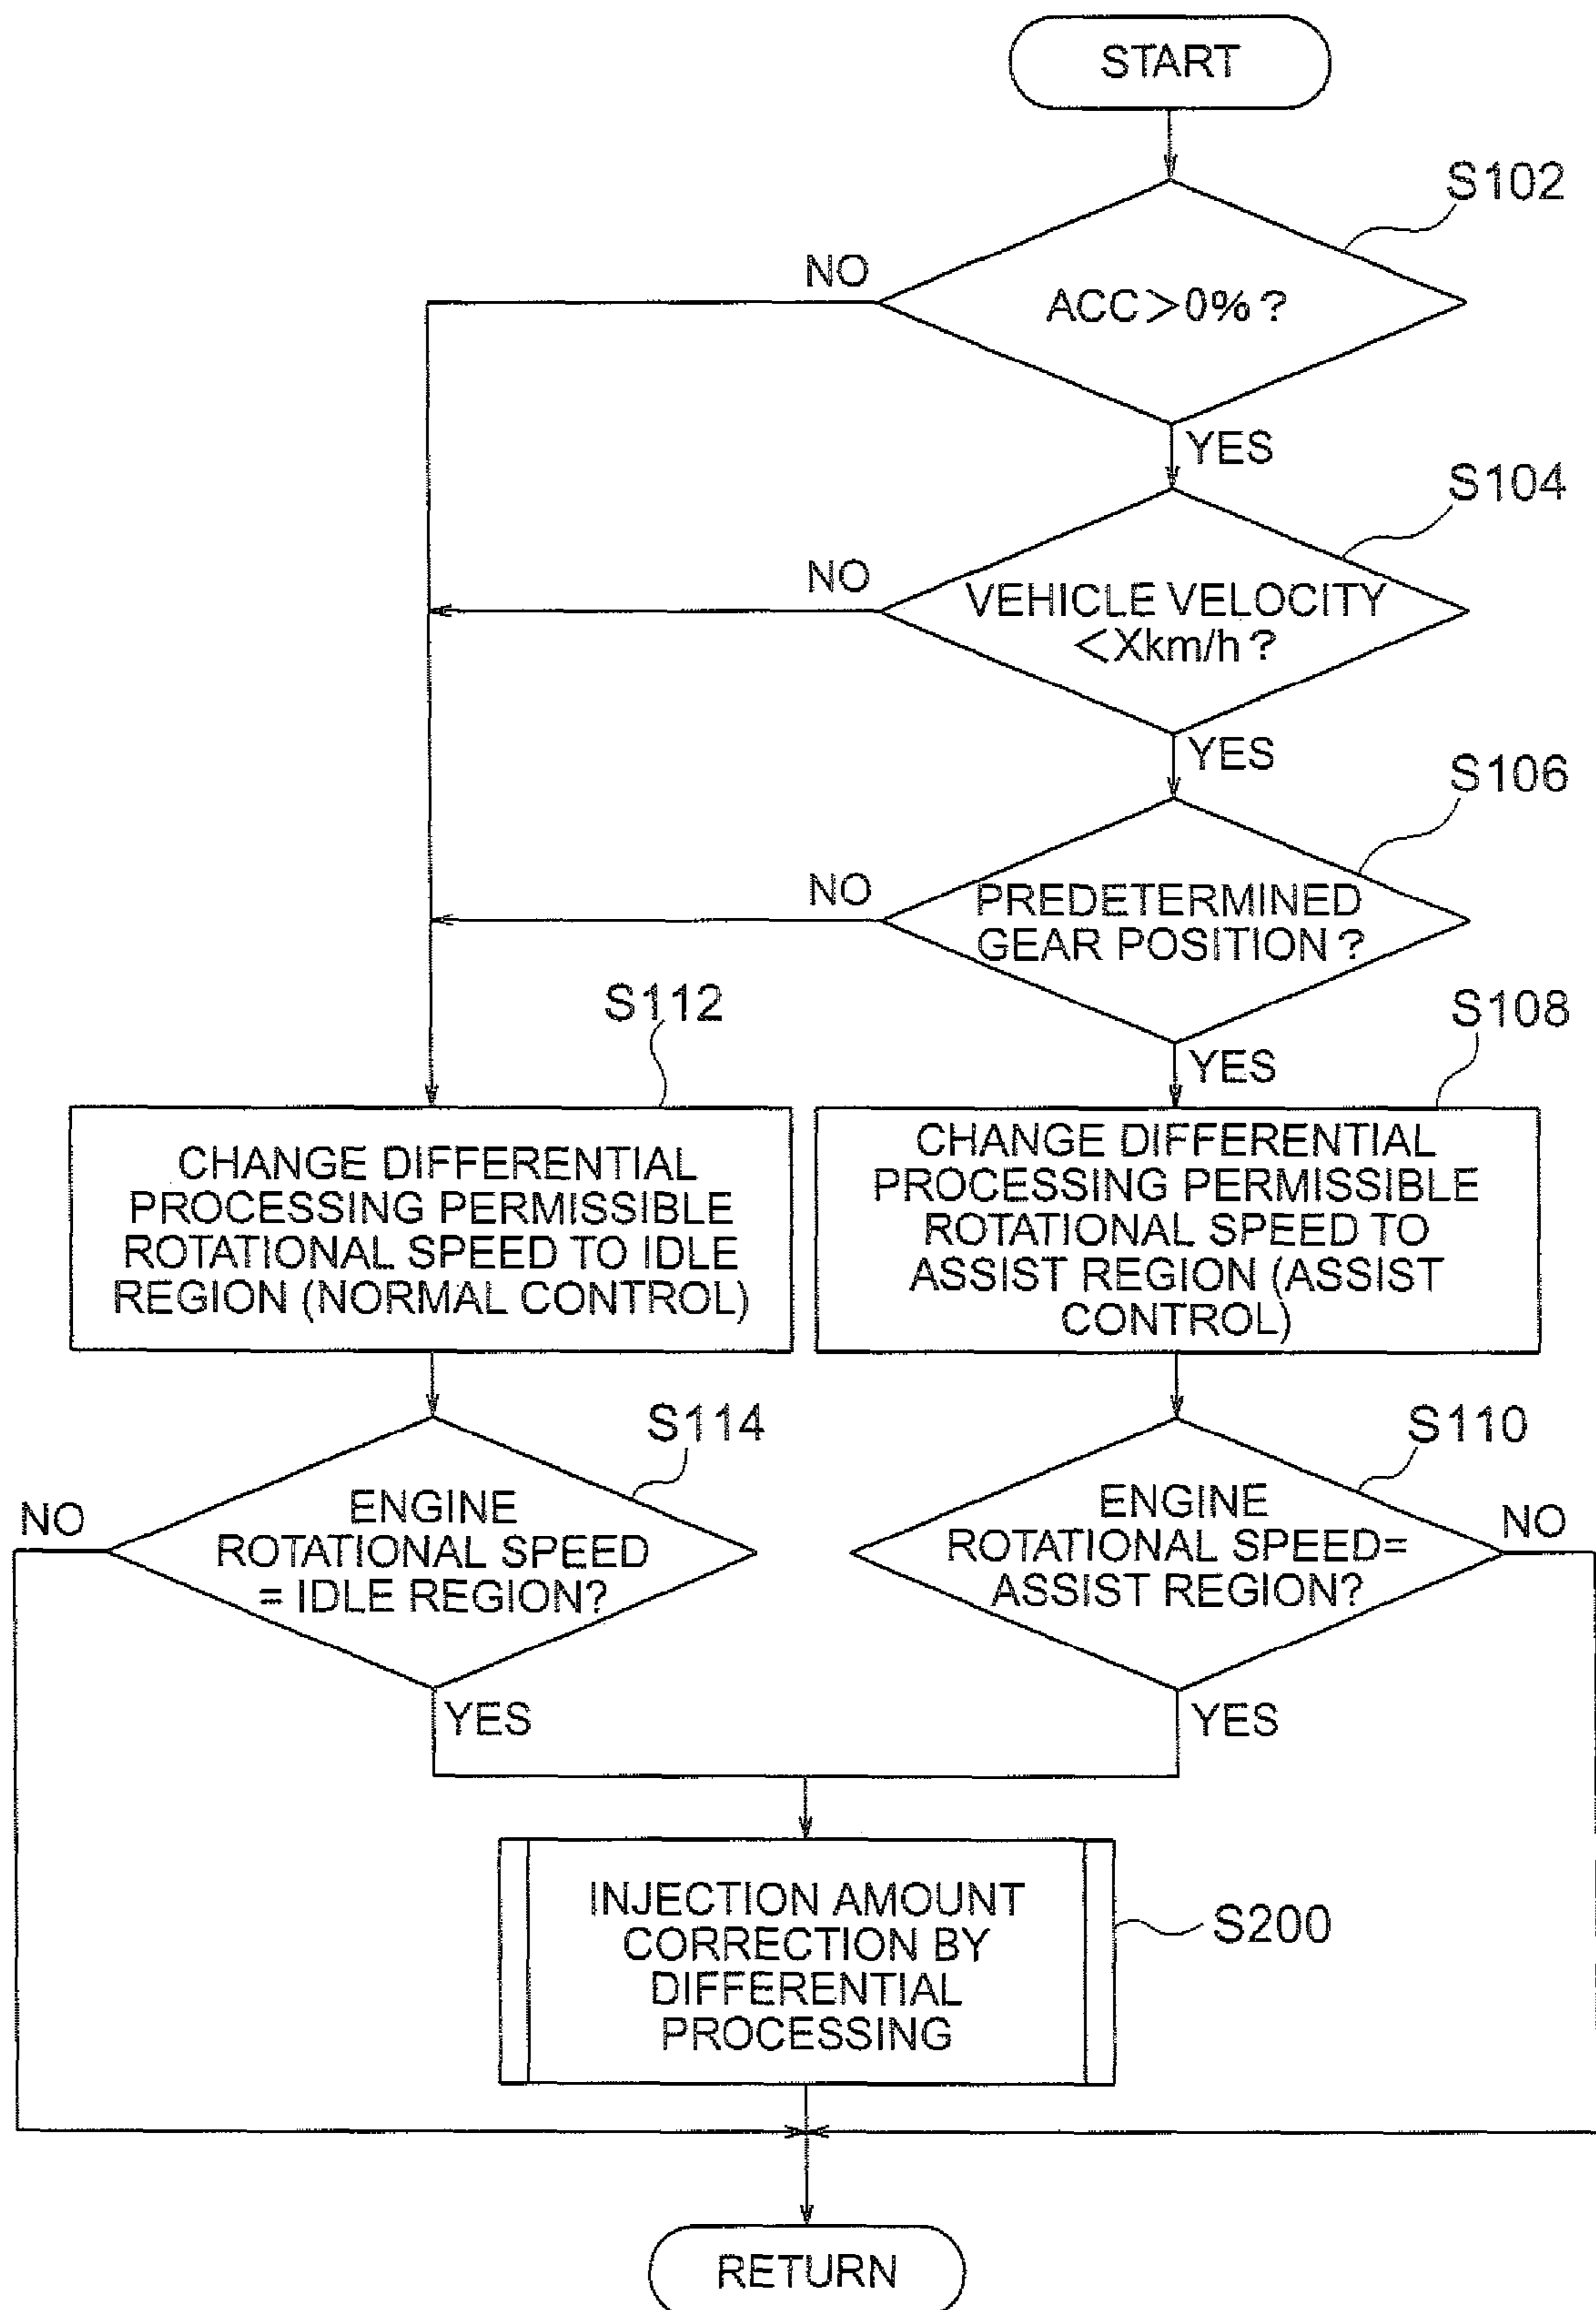 START
S102
NO
ACC>0%?
YES
S104
NO
VEHICLE VELOCITY
<Xkm/h?
YES
S106
NO
PREDETERMINED
GEAR POSITION?
S112
YES
S108
CHANGE DIFFERENTIAL
PROCESSING PERMISSIBLE
ROTATIONAL SPEED TO IDLE
REGION (NORMAL CONTROL)
CHANGE DIFFERENTIAL
PROCESSING PERMISSIBLE
ROTATIONAL SPEED TO
ASSIST REGION (ASSIST
CONTROL)
S114
NO
ENGINE
ROTATIONAL SPEED
= IDLE REGION?
YES
S110
ENGINE
ROTATIONAL SPEED=
ASSIST REGION?
NO
YES
INJECTION AMOUNT
CORRECTION BY
DIFFERENTIAL
PROCESSING
S200
RETURN